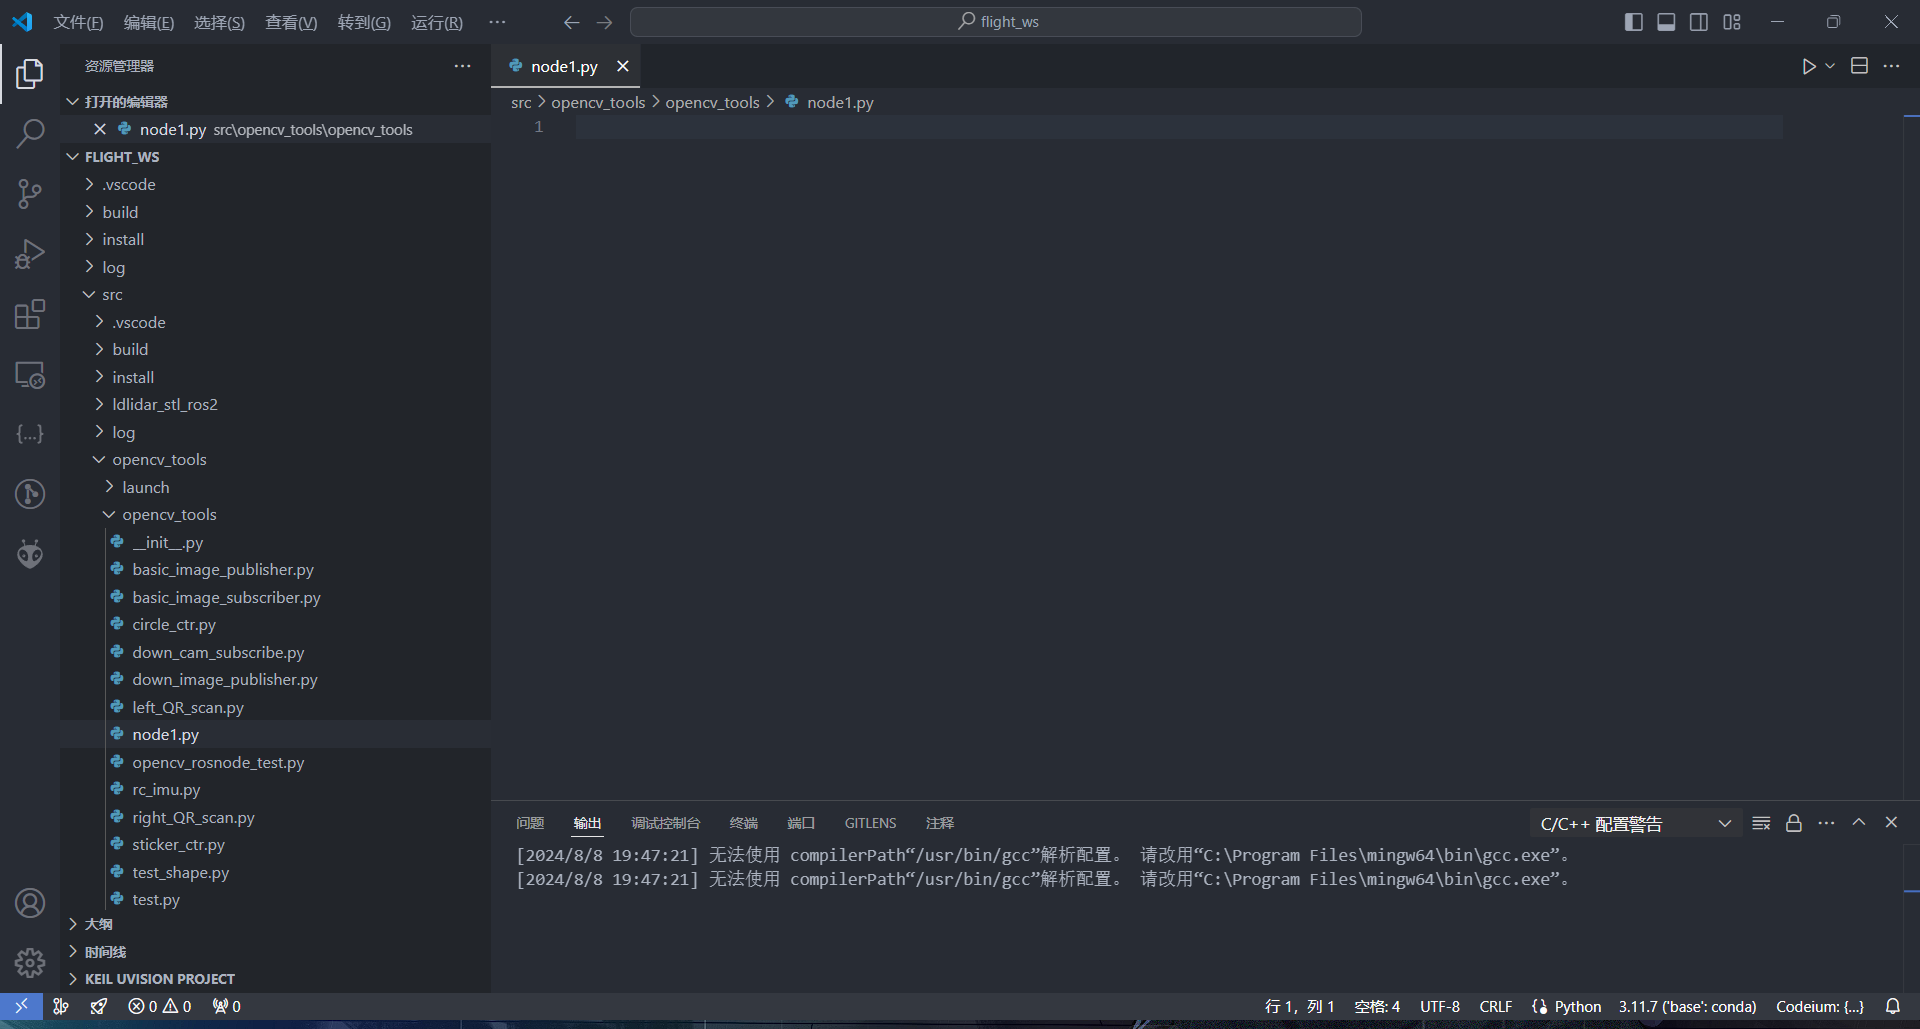 文件(F) 编辑(E) 选择(S) 查看(V) 转到(G) 运行(R) ··· flight_ws
资源管理器 ···
打开的编辑器
node1.py src\opencv_tools\opencv_tools
FLIGHT_WS
.vscode
build
install
log
src
.vscode
build
install
ldlidar_stl_ros2
log
opencv_tools
launch
opencv_tools
__init__.py
basic_image_publisher.py
basic_image_subscriber.py
circle_ctr.py
down_cam_subscribe.py
down_image_publisher.py
left_QR_scan.py
node1.py
opencv_rosnode_test.py
rc_imu.py
right_QR_scan.py
sticker_ctr.py
test_shape.py
test.py
大纲
时间线
KEIL UVISION PROJECT
node1.py
src > opencv_tools > opencv_tools > node1.py
1
问题 输出 调试控制台 终端 端口 GITLENS 注释 C/C++ 配置警告
[2024/8/8 19:47:21] 无法使用 compilerPath“/usr/bin/gcc”解析配置。 请改用“C:\Program Files\mingw64\bin\gcc.exe”。
[2024/8/8 19:47:21] 无法使用 compilerPath“/usr/bin/gcc”解析配置。 请改用“C:\Program Files\mingw64\bin\gcc.exe”。
0 0 0 行 1，列 1 空格: 4 UTF-8 CRLF Python 3.11.7 ('base': conda) Codeium: {...}